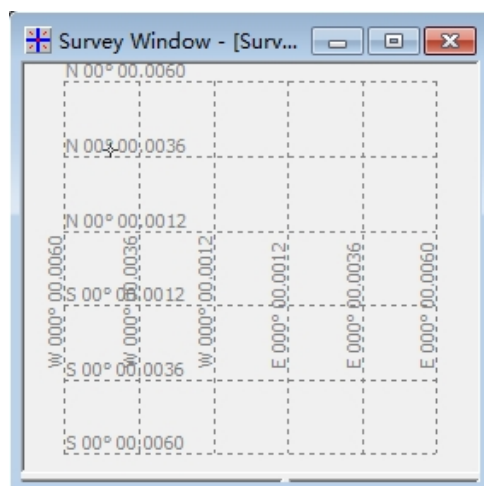 Survey Window - [Surv...
N 00° 00.0060
N 00° 00.0036
N 00° 00.0012
S 00° 00.0012
S 00° 00.0036
S 00° 00.0060
W 000° 00.0060
W 000° 00.0036
W 000° 00.0012
E 000° 00.0012
E 000° 00.0036
E 000° 00.0060